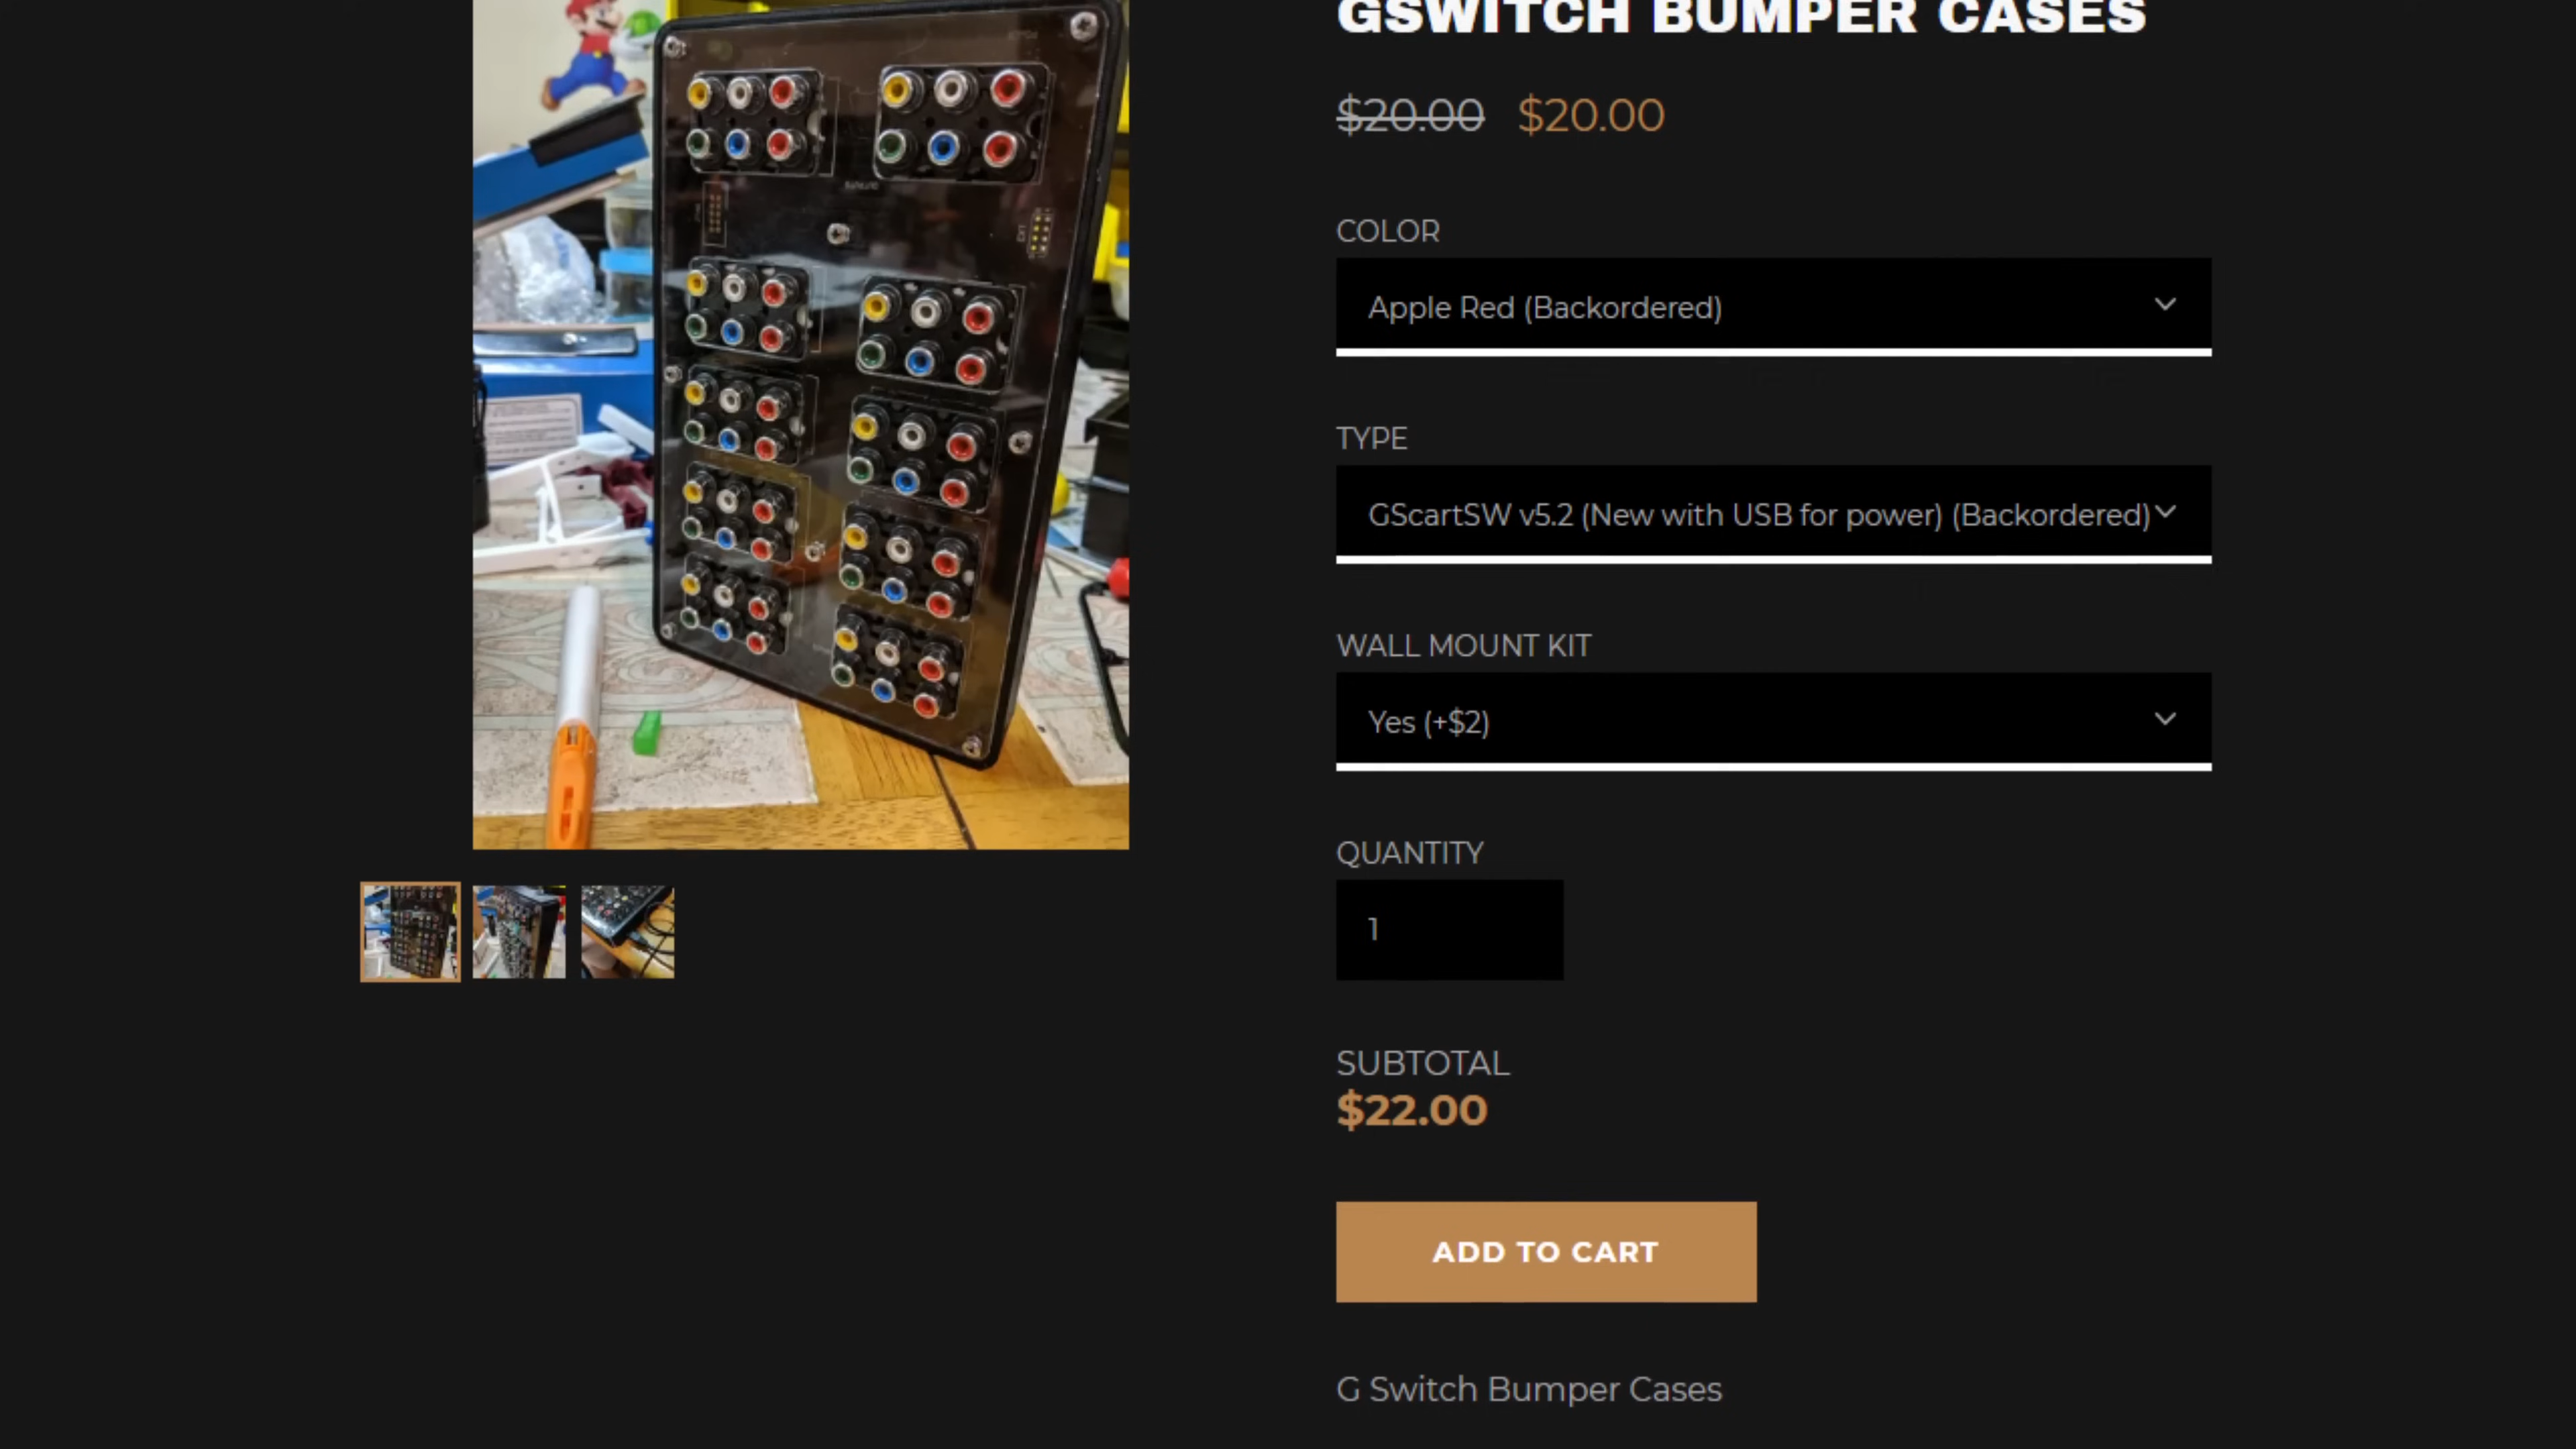 GSWITCH BUMPER CASES
$20.00 $20.00
COLOR
Apple Red (Backordered)
TYPE
GScartSW v5.2 (New with USB for power) (Backordered)
WALL MOUNT KIT
Yes (+$2)
QUANTITY
1
SUBTOTAL
$22.00
ADD TO CART
G Switch Bumper Cases